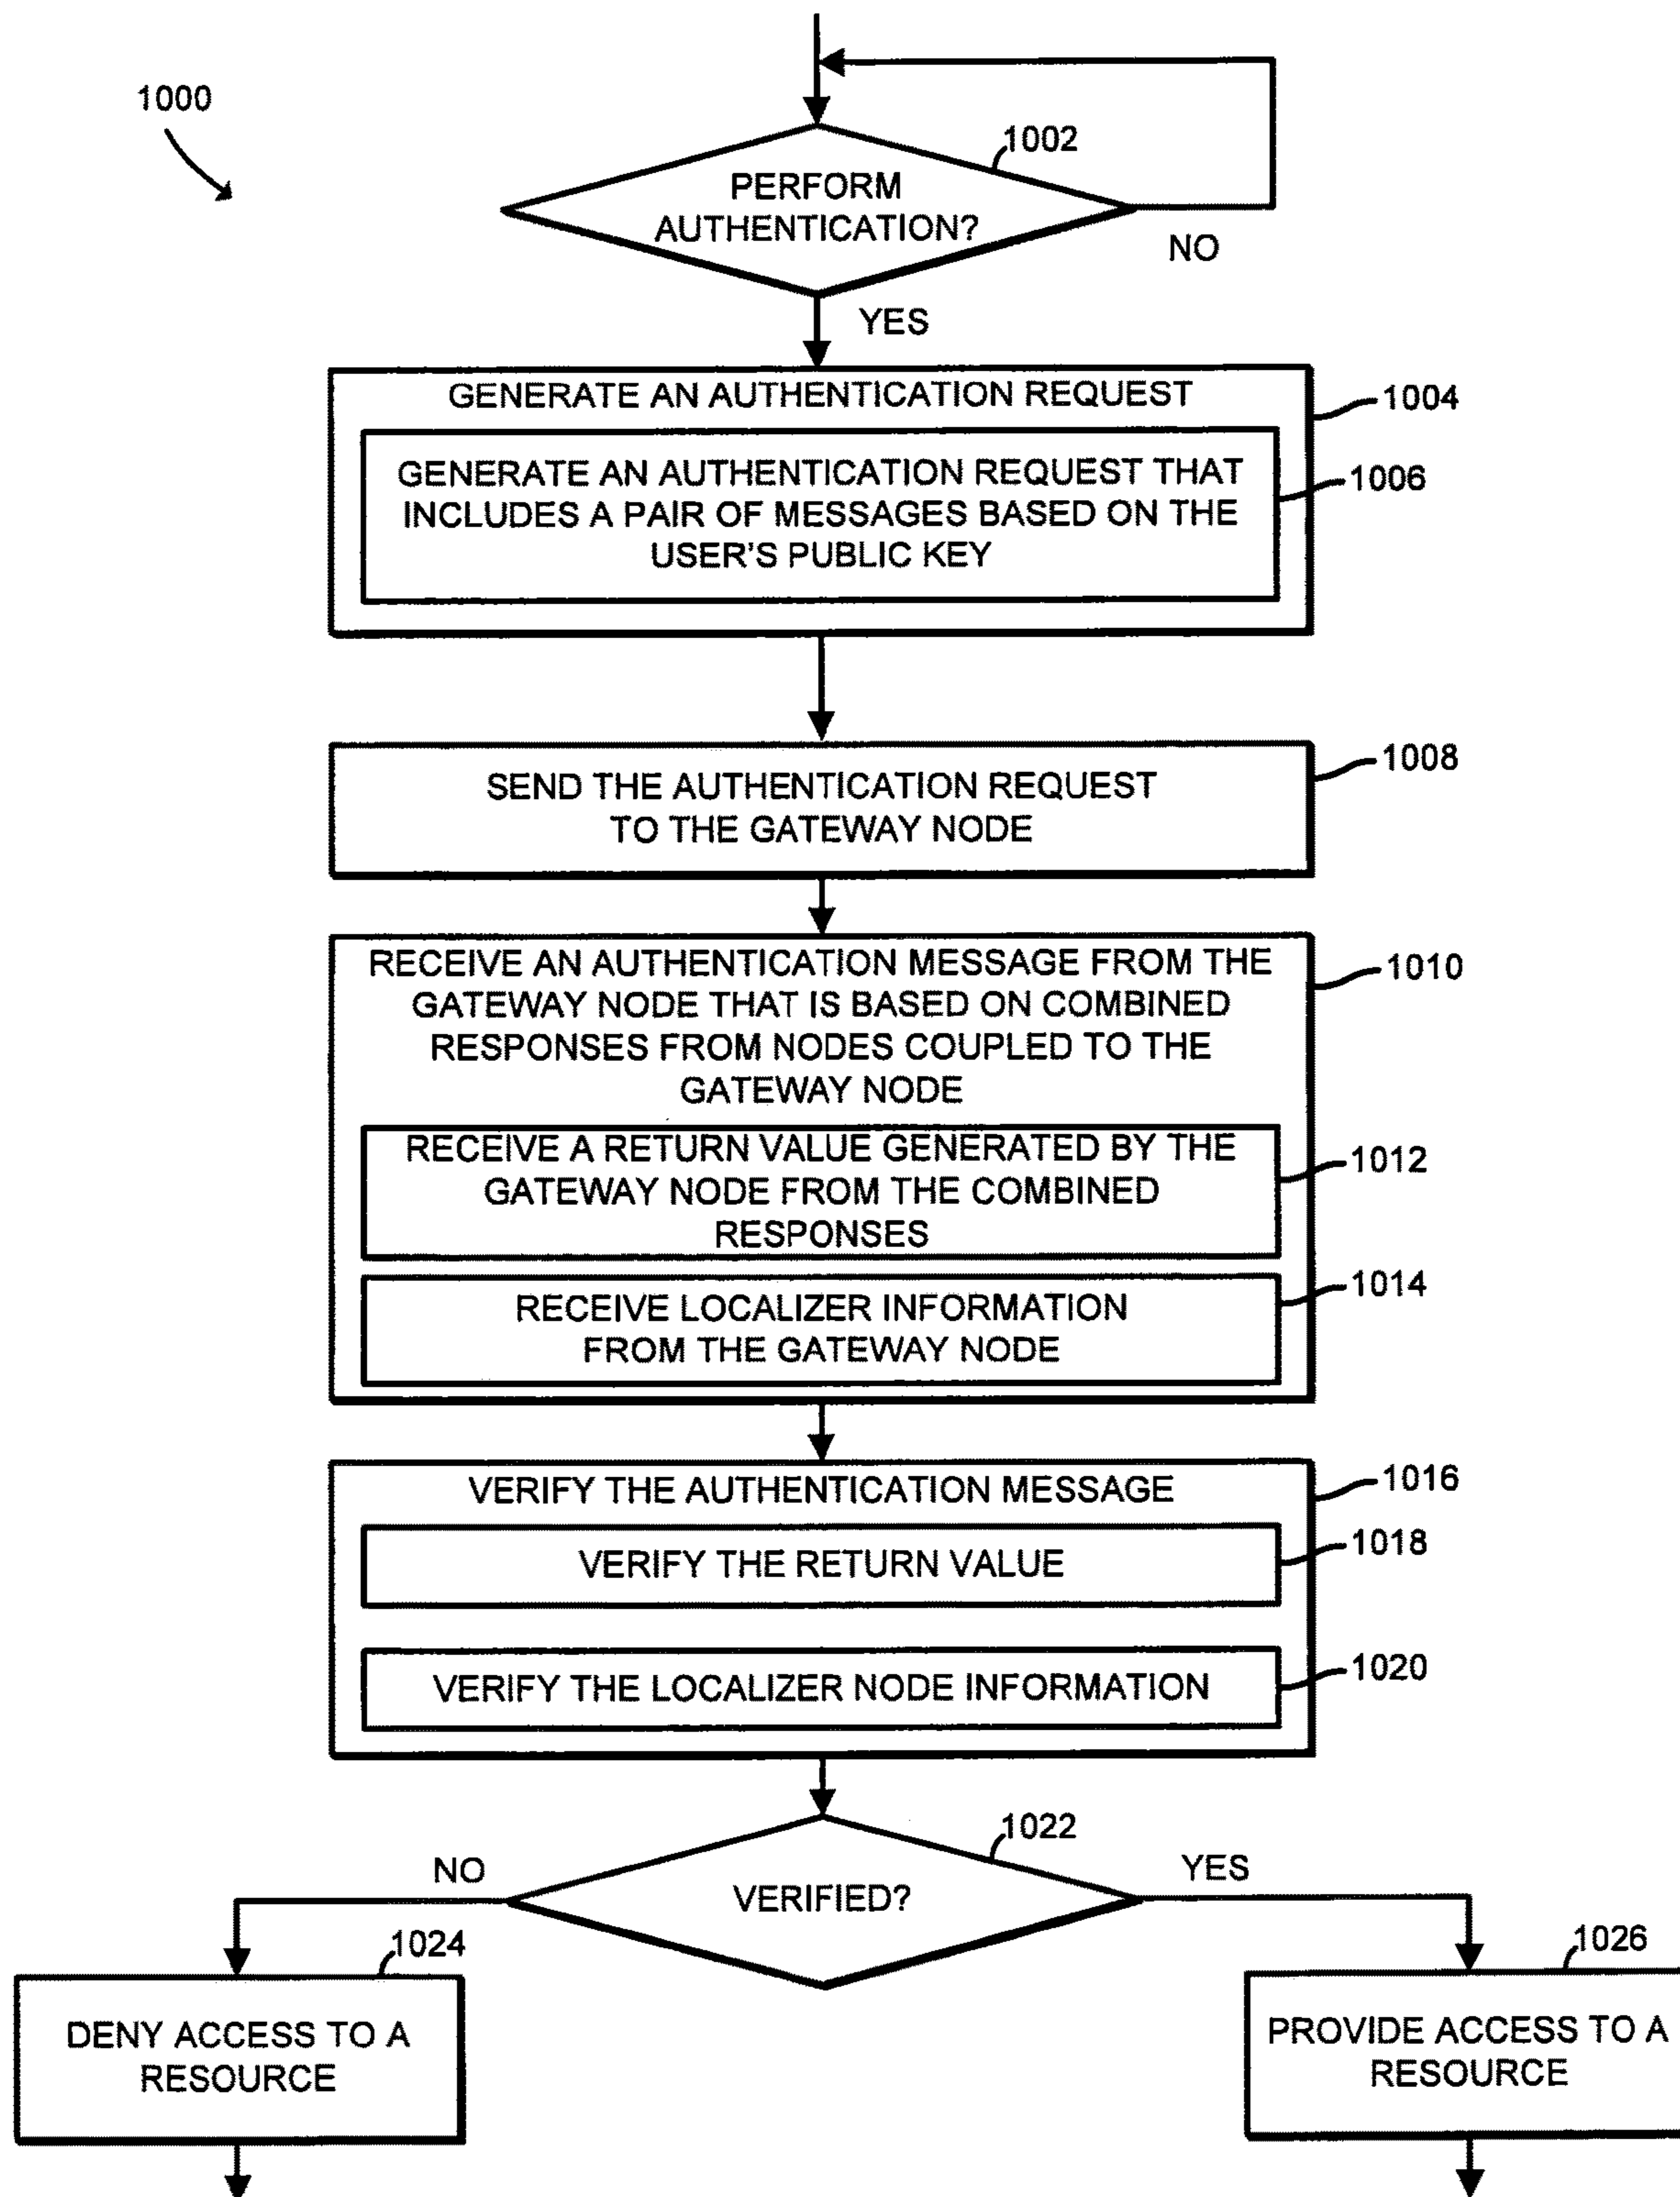 1000
1002
PERFORM
AUTHENTICATION?
NO
YES
GENERATE AN AUTHENTICATION REQUEST
1004
GENERATE AN AUTHENTICATION REQUEST THAT
INCLUDES A PAIR OF MESSAGES BASED ON THE
USER'S PUBLIC KEY
1006
SEND THE AUTHENTICATION REQUEST
TO THE GATEWAY NODE
1008
RECEIVE AN AUTHENTICATION MESSAGE FROM THE
GATEWAY NODE THAT IS BASED ON COMBINED
RESPONSES FROM NODES COUPLED TO THE
GATEWAY NODE
1010
RECEIVE A RETURN VALUE GENERATED BY THE
GATEWAY NODE FROM THE COMBINED
RESPONSES
1012
RECEIVE LOCALIZER INFORMATION
FROM THE GATEWAY NODE
1014
VERIFY THE AUTHENTICATION MESSAGE
1016
VERIFY THE RETURN VALUE
1018
VERIFY THE LOCALIZER NODE INFORMATION
1020
1022
VERIFIED?
NO
YES
1024
DENY ACCESS TO A
RESOURCE
1026
PROVIDE ACCESS TO A
RESOURCE